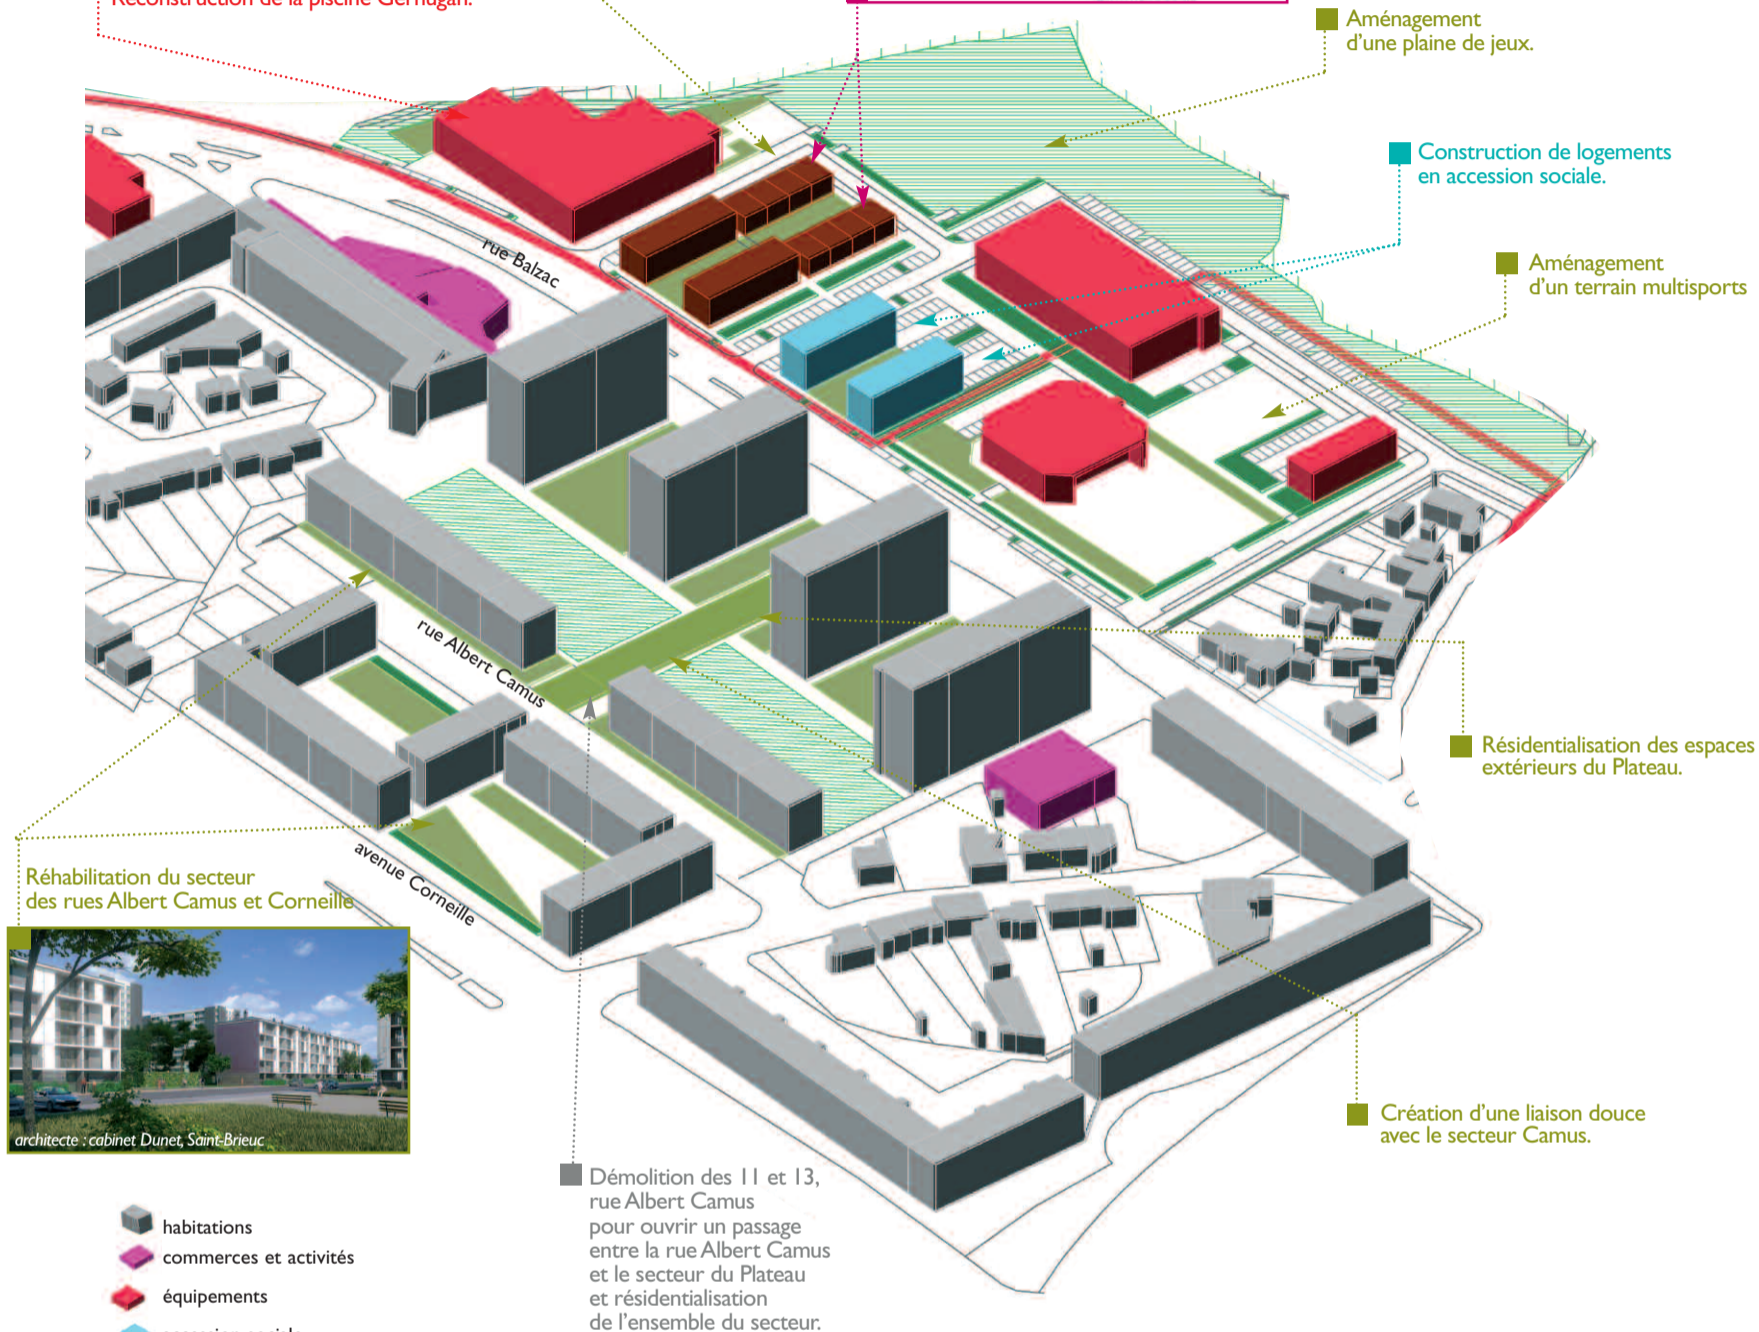 Reconstruction de la piscine Gernugan.
Aménagement
d'une plaine de jeux.
Construction de logements
en accession sociale.
Aménagement
d'un terrain multisports
rue Balzac
rue Albert Camus
avenue Corneille
Résidentialisation des espaces
extérieurs du Plateau.
Réhabilitation du secteur
des rues Albert Camus et Corneille
architecte : cabinet Dunet, Saint-Brieuc
Création d'une liaison douce
avec le secteur Camus.
Démolition des 11 et 13,
rue Albert Camus
pour ouvrir un passage
entre la rue Albert Camus
et le secteur du Plateau
et résidentialisation
de l'ensemble du secteur.
habitations
commerces et activités
équipements
accession sociale